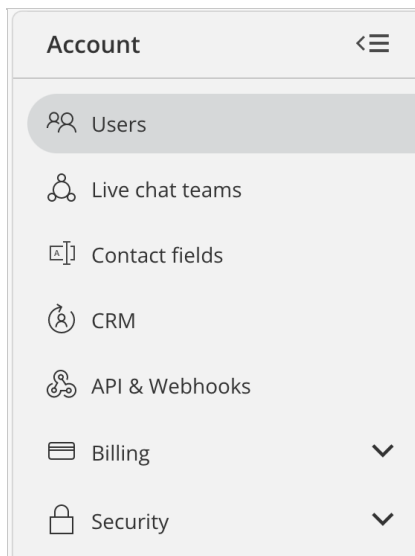 Account
Users
Live chat teams
Contact fields
CRM
API & Webhooks
Billing
Security